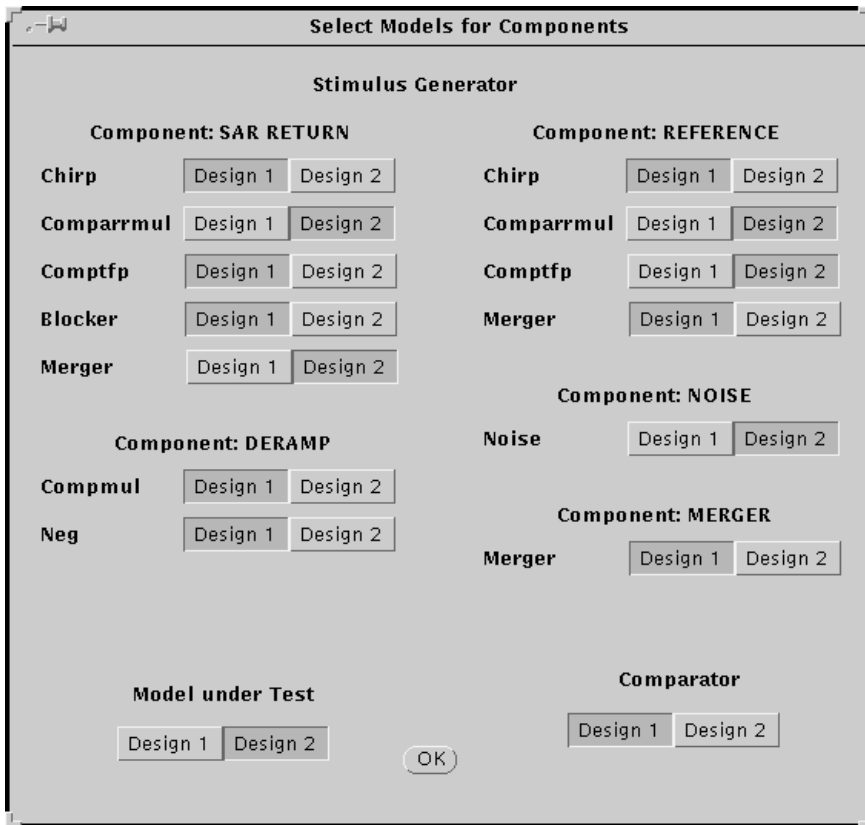 Select Models for Components
Stimulus Generator
Component: SAR RETURN
Chirp Design 1 Design 2
Comparrmul Design 1 Design 2
Comptfp Design 1 Design 2
Blocker Design 1 Design 2
Merger Design 1 Design 2
Component: DERAMP
Compmul Design 1 Design 2
Neg Design 1 Design 2
Component: REFERENCE
Chirp Design 1 Design 2
Comparrmul Design 1 Design 2
Comptfp Design 1 Design 2
Merger Design 1 Design 2
Component: NOISE
Noise Design 1 Design 2
Component: MERGER
Merger Design 1 Design 2
Model under Test
Design 1 Design 2
OK
Comparator
Design 1 Design 2